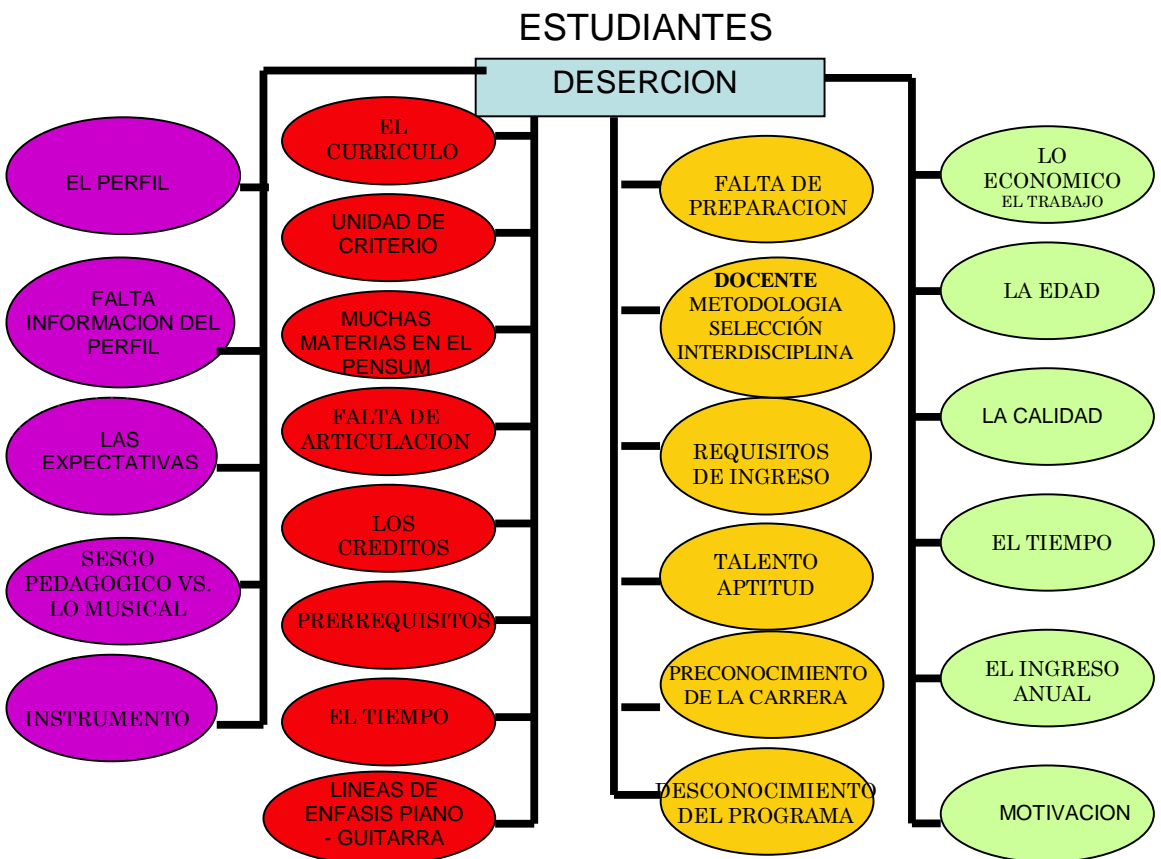 ESTUDIANTES
DESERCION
EL PERFIL
FALTA
INFORMACION DEL
PERFIL
LAS
EXPECTATIVAS
SESGO
PEDAGOGICO VS.
LO MUSICAL
INSTRUMENTO
EL
CURRICULO
UNIDAD DE
CRITERIO
MUCHAS
MATERIAS EN EL
PENSUM
FALTA DE
ARTICULACION
LOS
CREDITOS
PRERREQUISITOS
EL TIEMPO
LINEAS DE
ENFASIS PIANO
- GUITARRA
FALTA DE
PREPARACION
DOCENTE
METODOLOGIA
SELECCIÓN
INTERDISCIPLINA
REQUISITOS
DE INGRESO
TALENTO
APTITUD
PRECONOCIMIENTO
DE LA CARRERA
DESCONOCIMIENTO
DEL PROGRAMA
LO
ECONOMICO
EL TRABAJO
LA EDAD
LA CALIDAD
EL TIEMPO
EL INGRESO
ANUAL
MOTIVACION